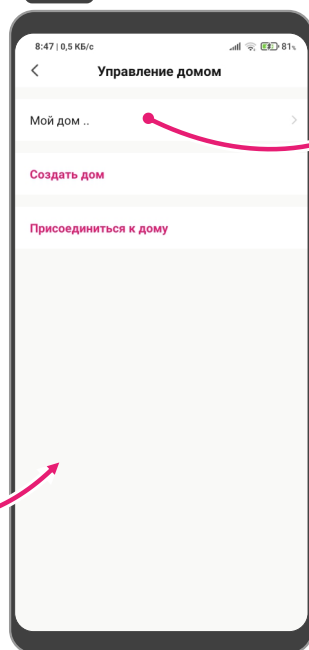 8:47 | 0,5 КБ/с 81%
Управление домом
Мой дом ..
Создать дом
Присоединиться к дому